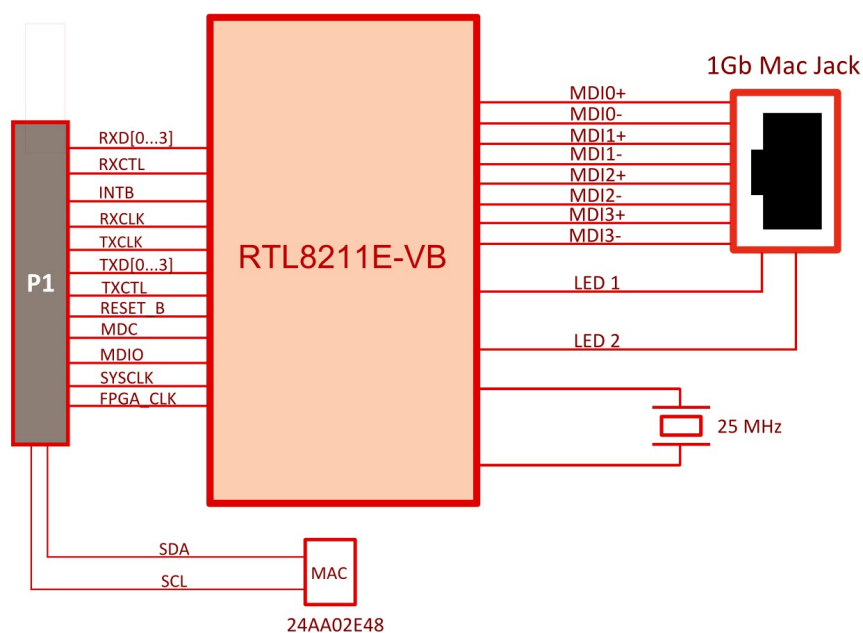 1Gb Mac Jack
MDI0+
MDI0-
MDI1+
MDI1-
MDI2+
MDI2-
MDI3+
MDI3-
LED 1
LED 2
25 MHz
RTL8211E-VB
P1
RXD[0...3]
RXCTL
INTB
RXCLK
TXCLK
TXD[0...3]
TXCTL
RESET_B
MDC
MDIO
SYSCLK
FPGA_CLK
SDA
SCL
MAC
24AA02E48